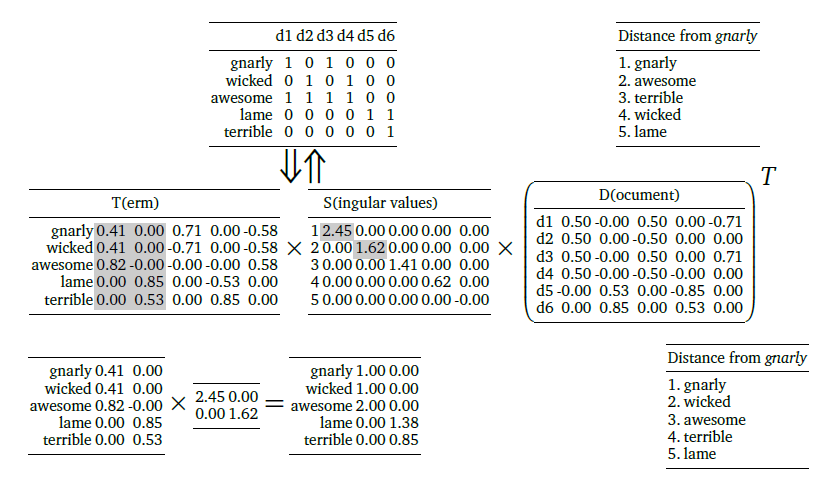 d1 d2 d3 d4 d5 d6
gnarly 1 0 1 0 0 0
wicked 0 1 0 1 0 0
awesome 1 1 1 1 0 0
lame 0 0 0 0 1 1
terrible 0 0 0 0 0 1
Distance from gnarly
1. gnarly
2. awesome
3. terrible
4. wicked
5. lame
⇓⇑
T(erm)
gnarly 0.41 0.00 0.71 0.00 -0.58
wicked 0.41 0.00 -0.71 0.00 -0.58
awesome 0.82 -0.00 -0.00 -0.00 0.58
lame 0.00 0.85 0.00 -0.53 0.00
terrible 0.00 0.53 0.00 0.85 0.00
×
S(ingular values)
1 2.45 0.00 0.00 0.00 0.00
2 0.00 1.62 0.00 0.00 0.00
3 0.00 0.00 1.41 0.00 0.00
4 0.00 0.00 0.00 0.62 0.00
5 0.00 0.00 0.00 0.00 -0.00
×
D(ocument)
d1 0.50 -0.00 0.50 0.00 -0.71
d2 0.50 0.00 -0.50 0.00 0.00
d3 0.50 -0.00 0.50 0.00 0.71
d4 0.50 -0.00 -0.50 0.00 0.00
d5 -0.00 0.53 0.00 -0.85 0.00
d6 0.00 0.85 0.00 0.53 0.00
T
gnarly 0.41 0.00
wicked 0.41 0.00
awesome 0.82 -0.00
lame 0.00 0.85
terrible 0.00 0.53
×
2.45 0.00
0.00 1.62
=
gnarly 1.00 0.00
wicked 1.00 0.00
awesome 2.00 0.00
lame 0.00 1.38
terrible 0.00 0.85
Distance from gnarly
1. gnarly
2. wicked
3. awesome
4. terrible
5. lame